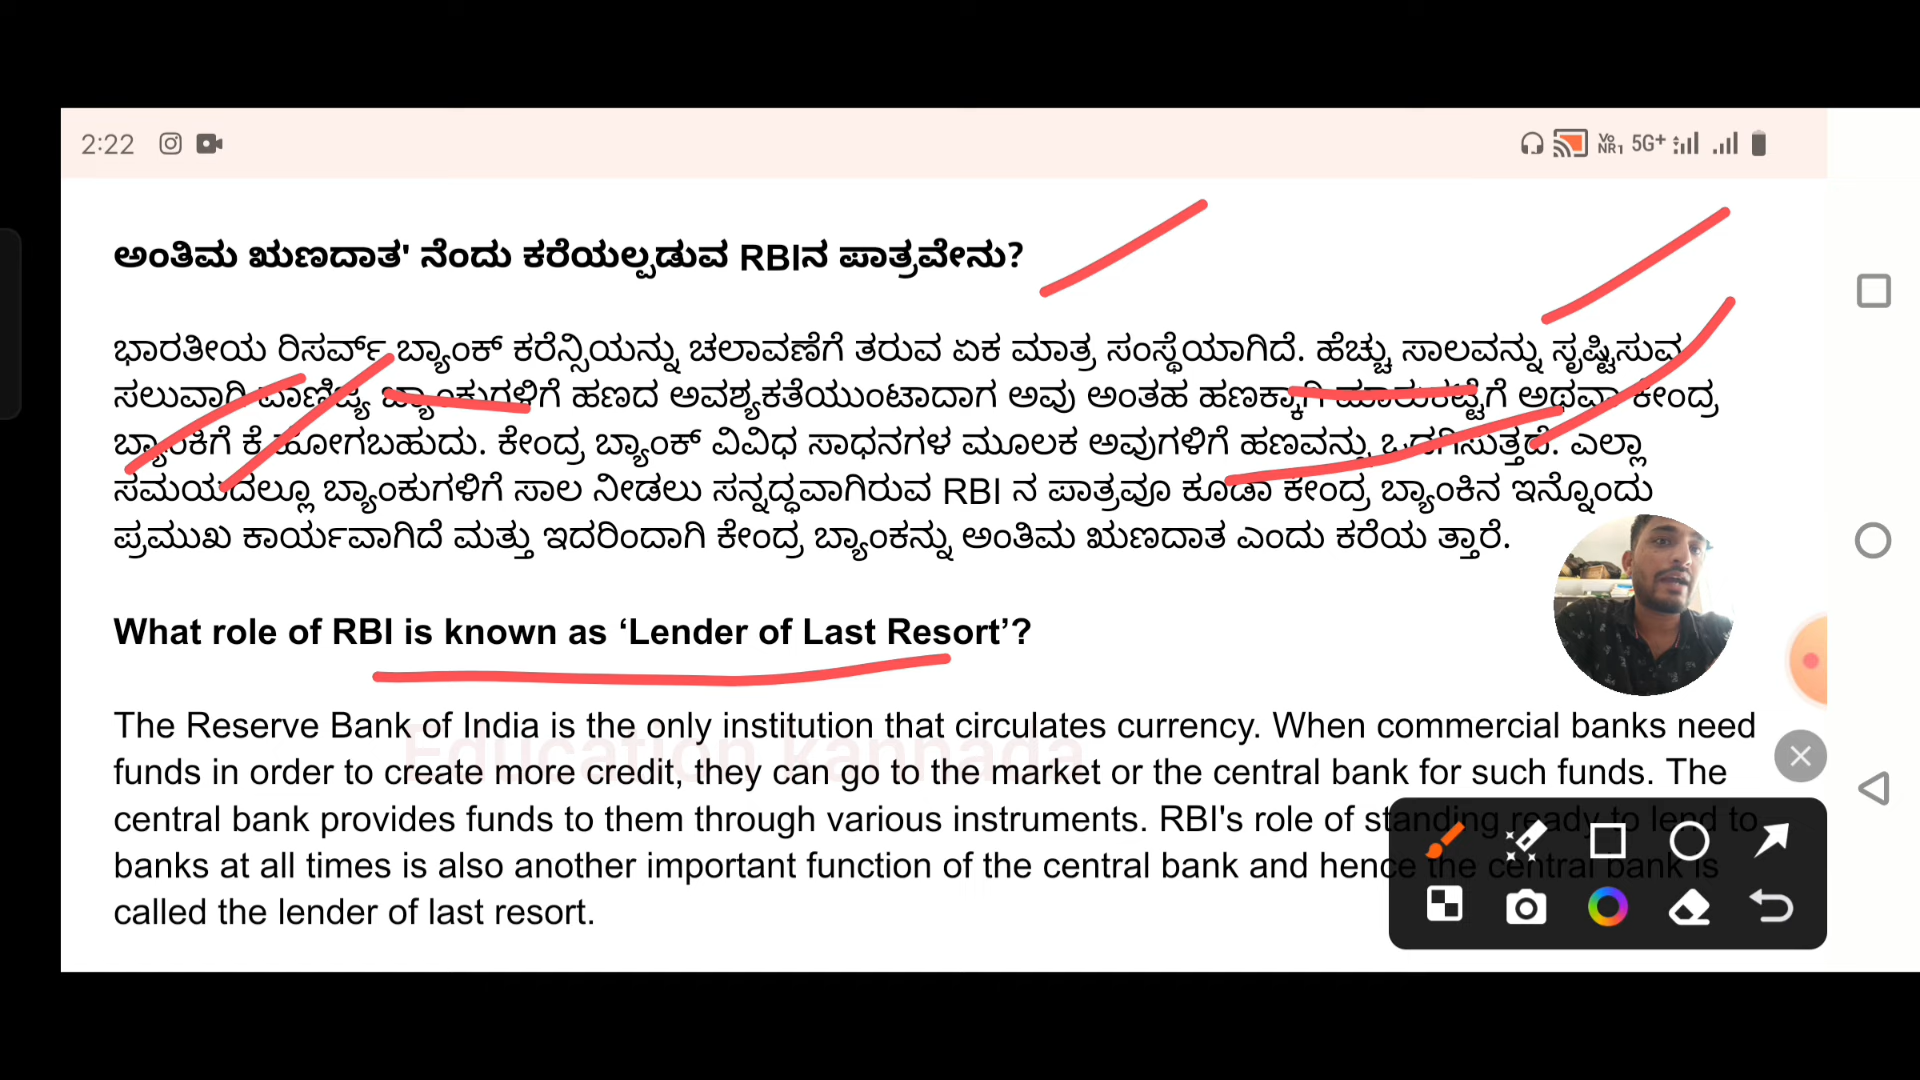 2:22
Vo NR1 5G+
ಅಂತಿಮ ಋಣದಾತ' ನೆಂದು ಕರೆಯಲ್ಪಡುವ RBIನ ಪಾತ್ರವೇನು?
ಭಾರತೀಯ ರಿಸರ್ವ್ ಬ್ಯಾಂಕ್ ಕರೆನ್ಸಿಯನ್ನು ಚಲಾವಣೆಗೆ ತರುವ ಏಕ ಮಾತ್ರ ಸಂಸ್ಥೆಯಾಗಿದೆ. ಹೆಚ್ಚು ಸಾಲವನ್ನು ಸೃಷ್ಟಿಸುವ
ಸಲುವಾಗಿ ವಾಣಿಜ್ಯ ಬ್ಯಾಂಕುಗಳಿಗೆ ಹಣದ ಅವಶ್ಯಕತೆಯುಂಟಾದಾಗ ಅವು ಅಂತಹ ಹಣಕ್ಕಾಗಿ ಮಾರುಕಟ್ಟೆಗೆ ಅಥವಾ ಕೇಂದ್ರ
ಬ್ಯಾಂಕಿಗೆ ಹೋಗಬಹುದು. ಕೇಂದ್ರ ಬ್ಯಾಂಕ್ ವಿವಿಧ ಸಾಧನಗಳ ಮೂಲಕ ಅವುಗಳಿಗೆ ಹಣವನ್ನು ಒದಗಿಸುತ್ತದೆ. ಎಲ್ಲಾ
ಸಮಯದಲ್ಲೂ ಬ್ಯಾಂಕುಗಳಿಗೆ ಸಾಲ ನೀಡಲು ಸನ್ನದ್ಧವಾಗಿರುವ RBI ನ ಪಾತ್ರವೂ ಕೂಡಾ ಕೇಂದ್ರ ಬ್ಯಾಂಕಿನ ಇನ್ನೊಂದು
ಪ್ರಮುಖ ಕಾರ್ಯವಾಗಿದೆ ಮತ್ತು ಇದರಿಂದಾಗಿ ಕೇಂದ್ರ ಬ್ಯಾಂಕನ್ನು ಅಂತಿಮ ಋಣದಾತ ಎಂದು ಕರೆಯ ತ್ತಾರೆ.
What role of RBI is known as ‘Lender of Last Resort’?
The Reserve Bank of India is the only institution that circulates currency. When commercial banks need
Education kannada
funds in order to create more credit, they can go to the market or the central bank for such funds. The
central bank provides funds to them through various instruments. RBI's role of standing ready to lend to
banks at all times is also another important function of the central bank and hence the central bank is
called the lender of last resort.